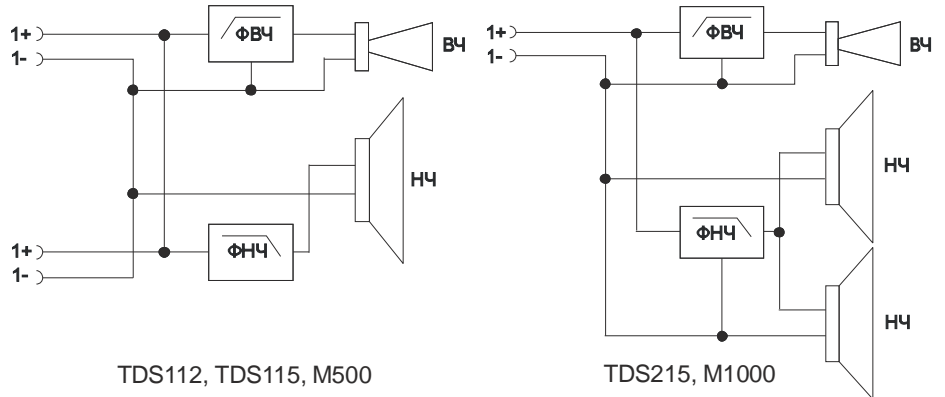 1+
1-
ФВЧ
ВЧ
НЧ
1+
1-
ФНЧ
TDS112, TDS115, M500
1+
1-
ФВЧ
ВЧ
НЧ
ФНЧ
НЧ
TDS215, M1000